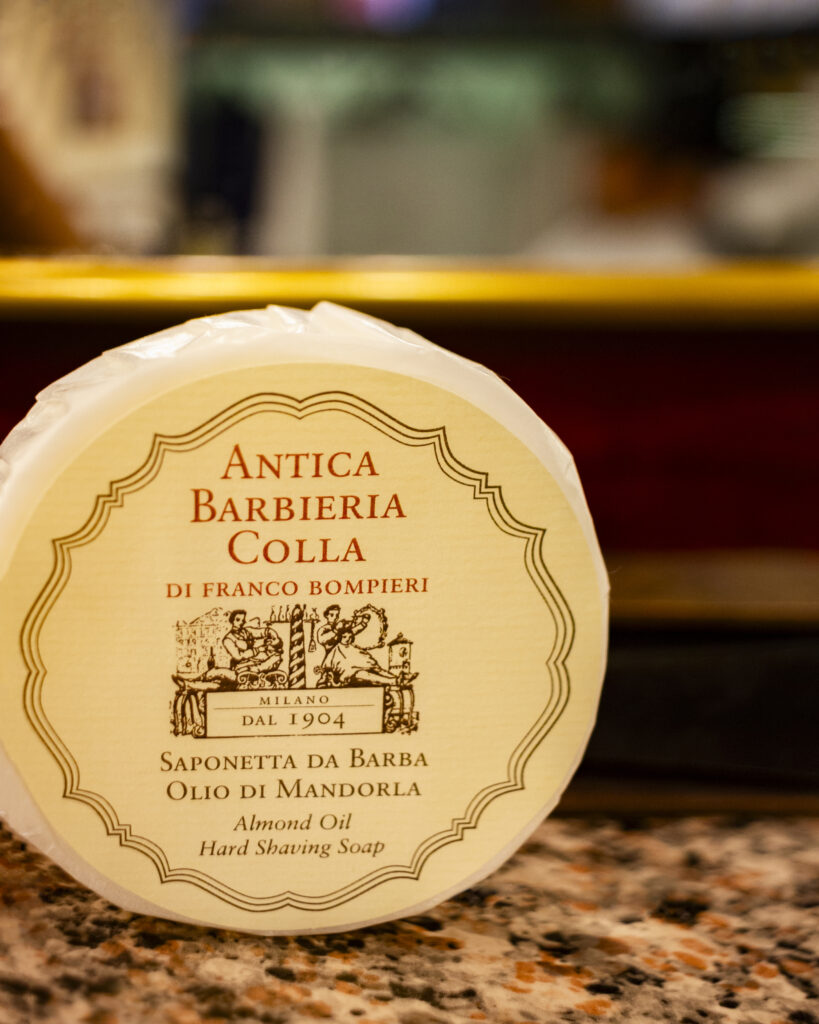 ANTICA
BARBIERIA
COLLA
DI FRANCO BOMPIERI
MILANO
DAL 1904
SAPONETTA DA BARBA
OLIO DI MANDORLA
Almond Oil
Hard Shaving Soap